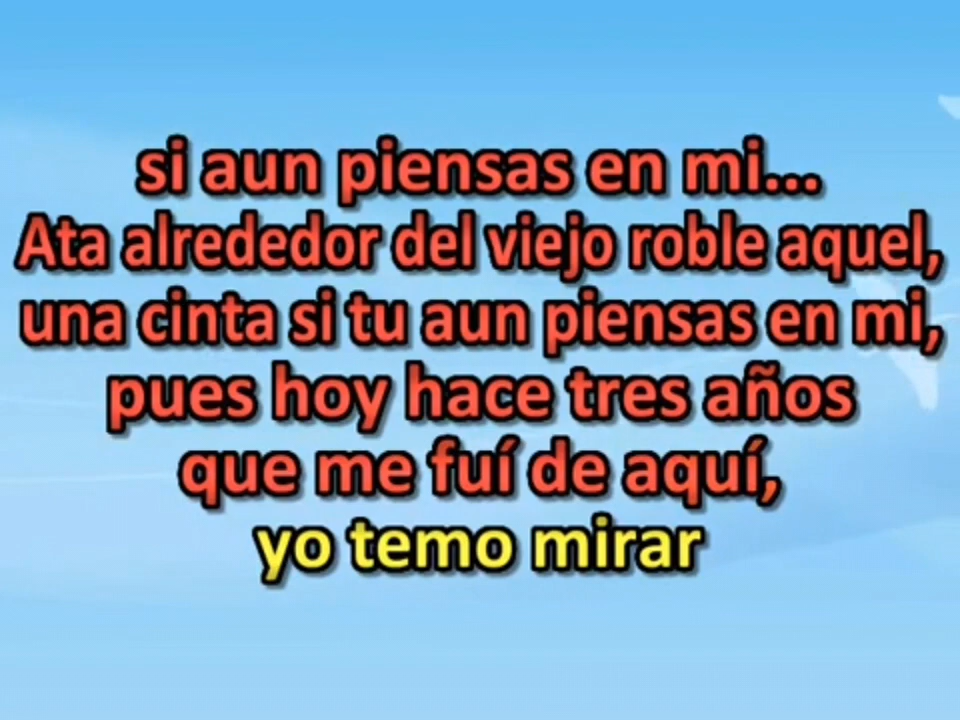 si aun piensas en mi...
Ata alrededor del viejo roble aquel,
una cinta si tu aun piensas en mi,
pues hoy hace tres años
que me fuí de aquí,
yo temo mirar